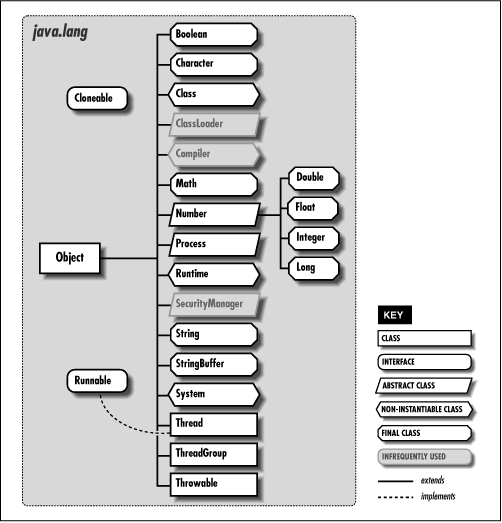 java.lang
Boolean
Character
Cloneable
Class
ClassLoader
Compiler
Math
Double
Number
Float
Process
Integer
Object
Runtime
Long
SecurityManager
String
StringBuffer
Runnable
System
Thread
ThreadGroup
Throwable
KEY
CLASS
INTERFACE
ABSTRACT CLASS
NON-INSTANTIABLE CLASS
FINAL CLASS
INFREQUENTLY USED
extends
implements